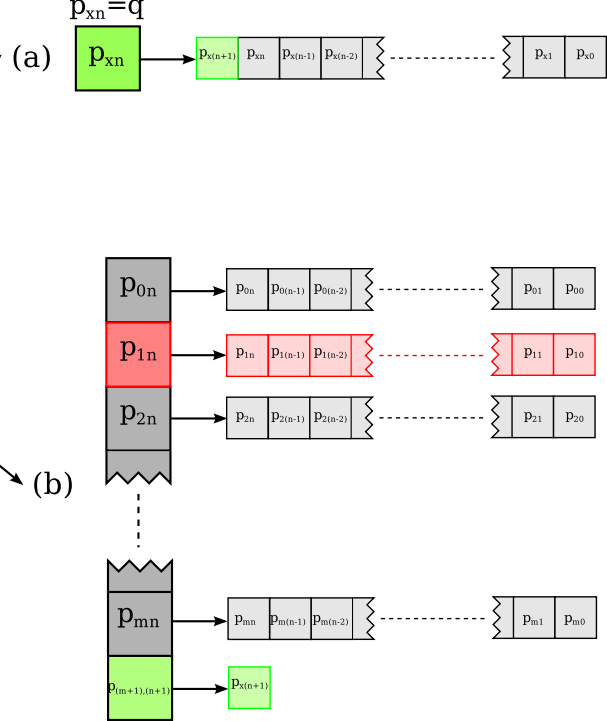 pxn=q
(a) pxn px(n+1) pxn px(n-1) px(n-2) px1 px0
p0n p0n p0(n-1) p0(n-2) p01 p00
p1n p1n p1(n-1) p1(n-2) p11 p10
p2n p2n p2(n-1) p2(n-2) p21 p20
(b)
pmn pmn pm(n-1) pm(n-2) pm1 pm0
p(m+1),(n+1) px(n+1)